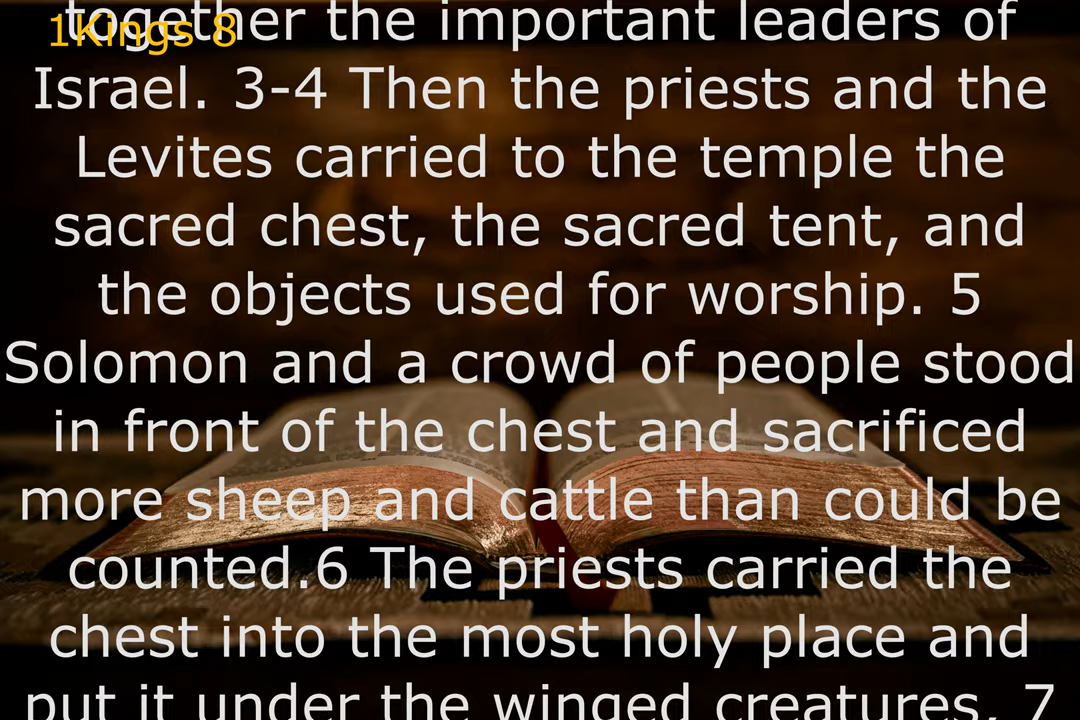 together the important leaders of
1Kings 8
Israel. 3-4 Then the priests and the
Levites carried to the temple the
sacred chest, the sacred tent, and
the objects used for worship. 5
Solomon and a crowd of people stood
in front of the chest and sacrificed
more sheep and cattle than could be
counted.6 The priests carried the
chest into the most holy place and
put it under the winged creatures, 7